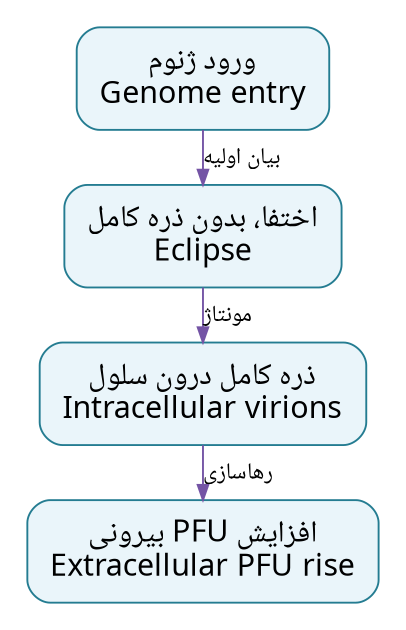 ورود ژنوم
Genome entry
بیان اولیه
اختفا، بدون ذره کامل
Eclipse
مونتاژ
ذره کامل درون سلول
Intracellular virions
رهاسازی
افزایش PFU بیرونی
Extracellular PFU rise